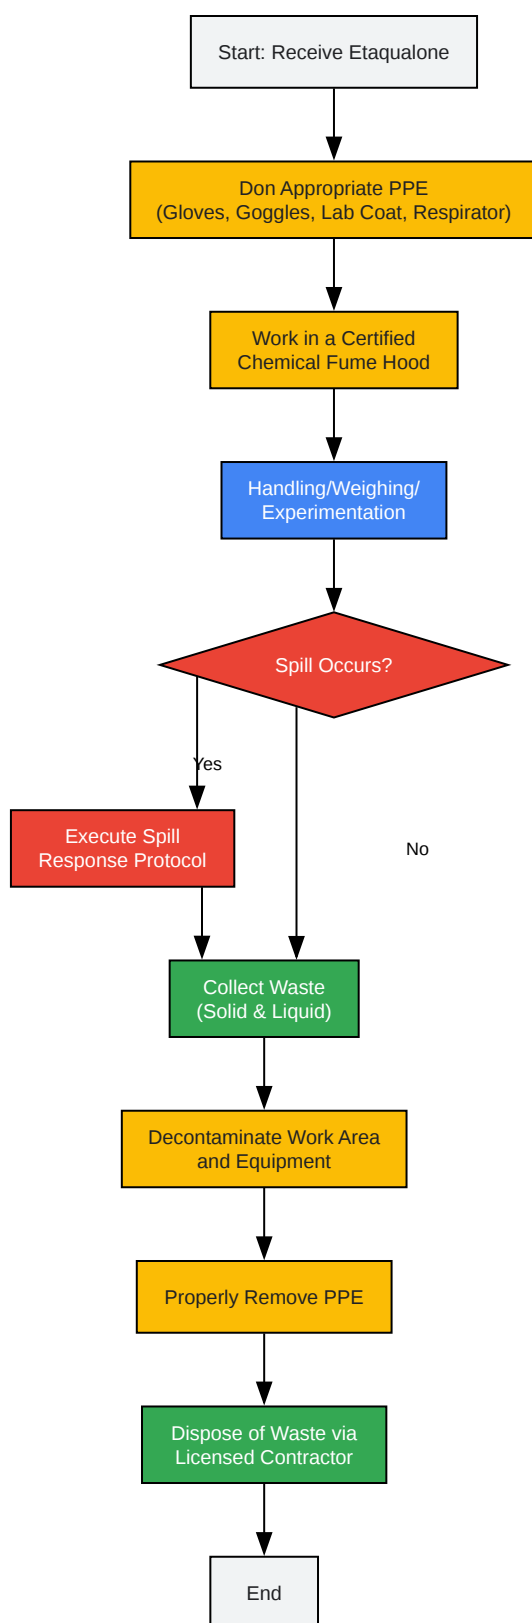 Start: Receive Etaqualone
Don Appropriate PPE
(Gloves, Goggles, Lab Coat, Respirator)
Work in a Certified
Chemical Fume Hood
Handling/Weighing/
Experimentation
Spill Occurs?
Yes
Execute Spill
Response Protocol
No
Collect Waste
(Solid & Liquid)
Decontaminate Work Area
and Equipment
Properly Remove PPE
Dispose of Waste via
Licensed Contractor
End